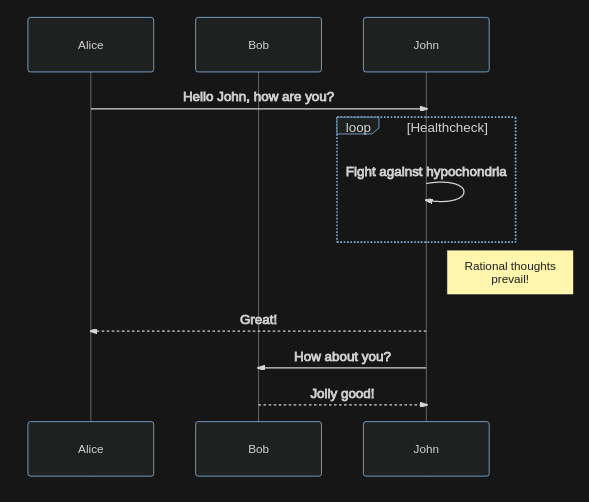 Alice
Bob
John
Hello John, how are you?
loop
[Healthcheck]
Fight against hypochondria
Rational thoughts
prevail!
Great!
How about you?
Jolly good!
Alice
Bob
John